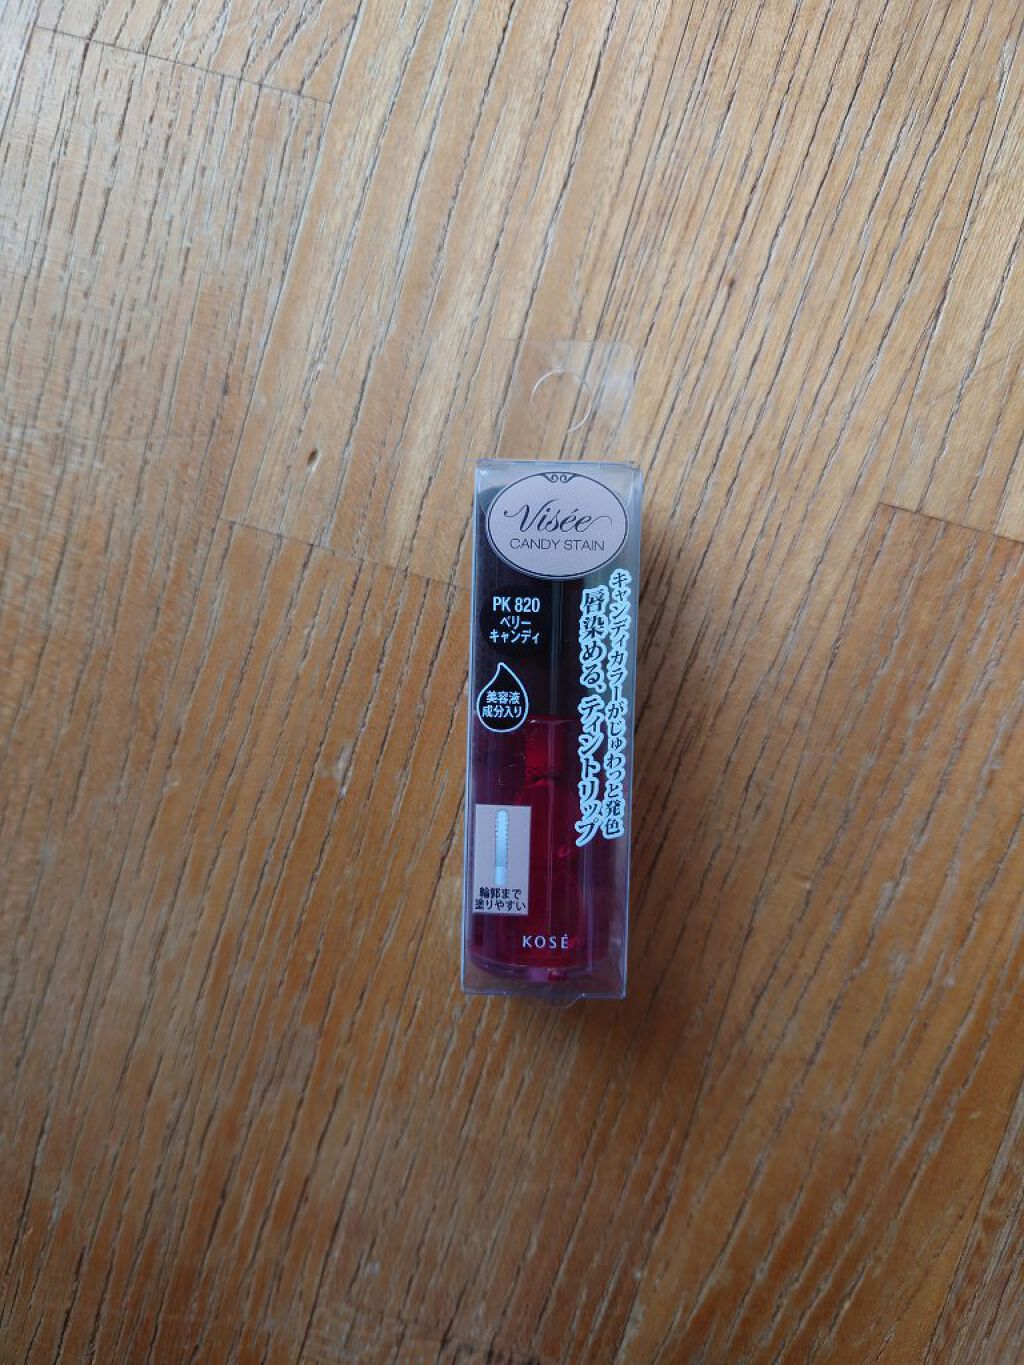 Visée
CANDY STAIN
キャンディカラーがじゅわっと発色
唇染める、ティントリップ
PK 820
ベリー
キャンディ
美容液
成分入り
輪郭まで
塗りやすい
KOSÉ